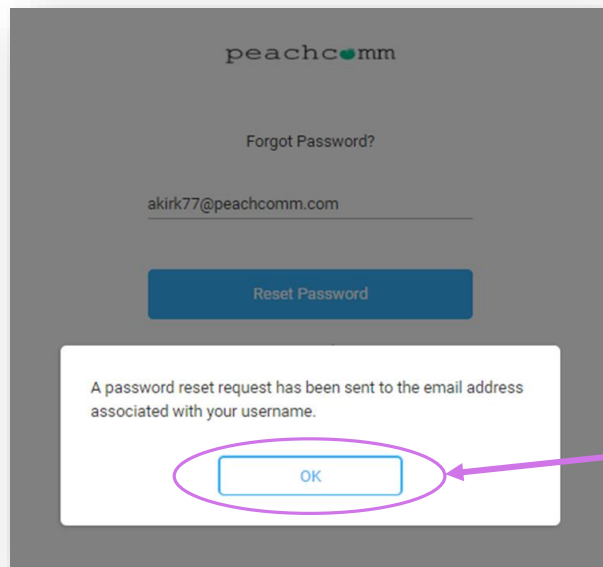 peachcomm
Forgot Password?
akirk77@peachcomm.com
Reset Password
A password reset request has been sent to the email address
associated with your username.
OK